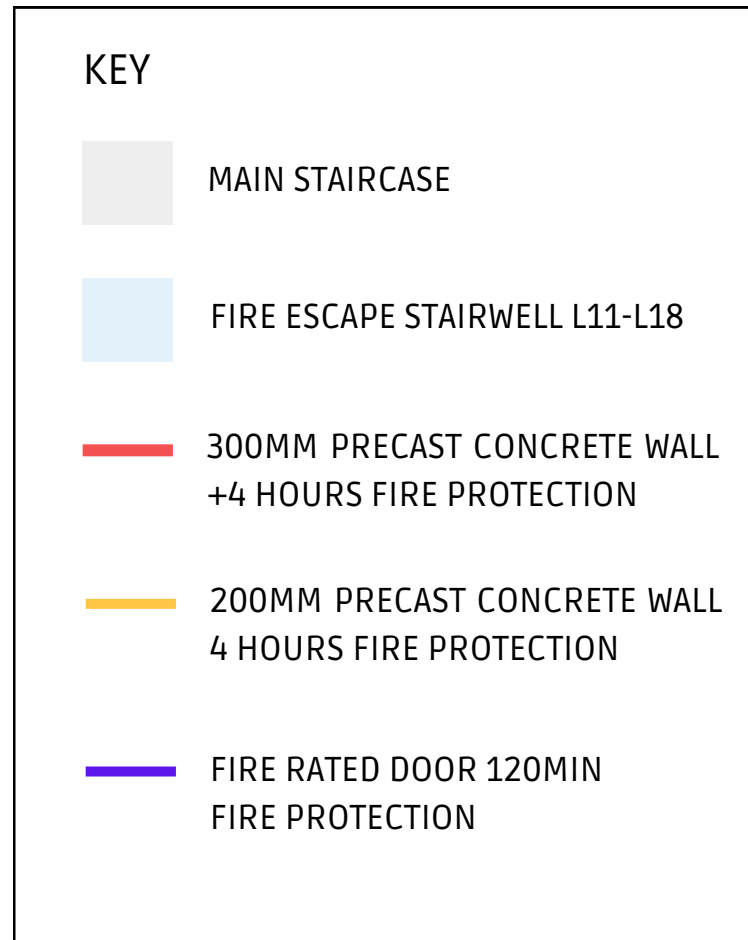 KEY
MAIN STAIRCASE
FIRE ESCAPE STAIRWELL L11-L18
300MM PRECAST CONCRETE WALL
+4 HOURS FIRE PROTECTION
200MM PRECAST CONCRETE WALL
4 HOURS FIRE PROTECTION
FIRE RATED DOOR 120MIN
FIRE PROTECTION